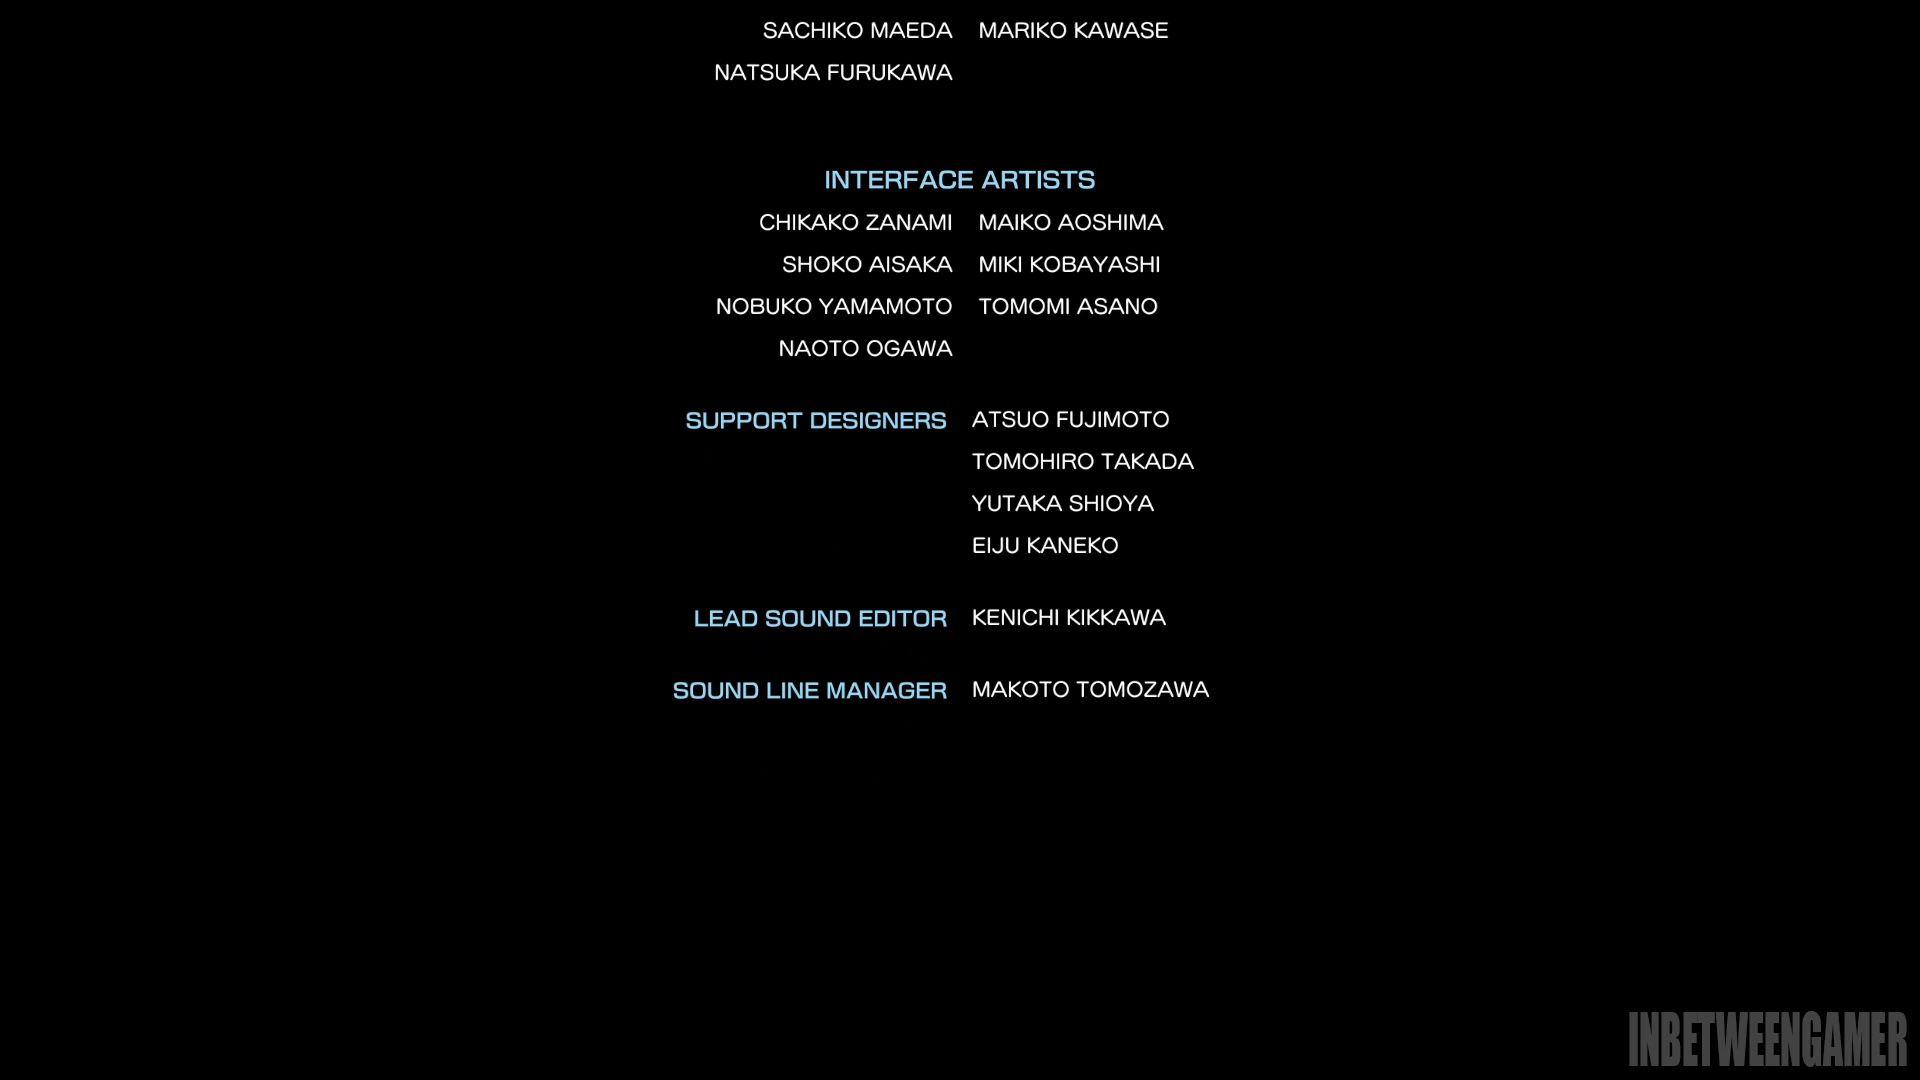 SACHIKO MAEDA MARIKO KAWASE
NATSUKA FURUKAWA
INTERFACE ARTISTS
CHIKAKO ZANAMI MAIKO AOSHIMA
SHOKO AISAKA MIKI KOBAYASHI
NOBUKO YAMAMOTO TOMOMI ASANO
NAOTO OGAWA
SUPPORT DESIGNERS ATSUO FUJIMOTO
TOMOHIRO TAKADA
YUTAKA SHIOYA
EIJU KANEKO
LEAD SOUND EDITOR KENICHI KIKKAWA
SOUND LINE MANAGER MAKOTO TOMOZAWA
INBETWEENGAMER